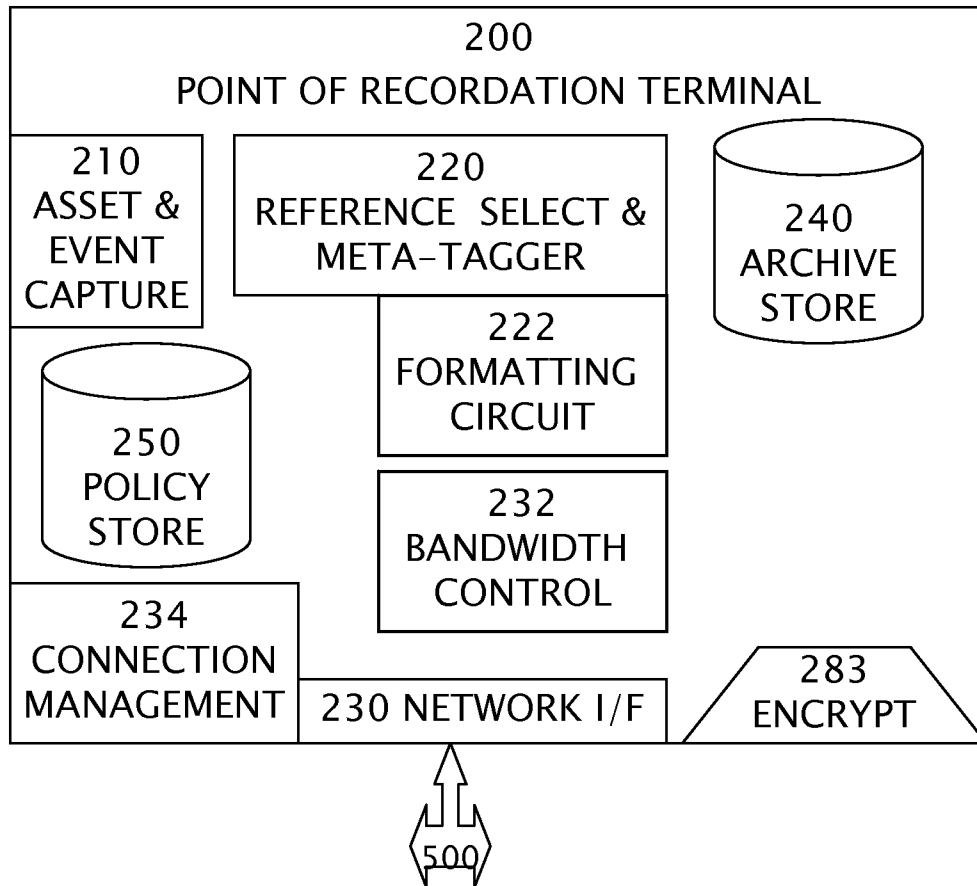 200
POINT OF RECORDATION TERMINAL
210
ASSET &
EVENT
CAPTURE
220
REFERENCE SELECT &
META-TAGGER
240
ARCHIVE
STORE
222
FORMATTING
CIRCUIT
250
POLICY
STORE
232
BANDWIDTH
CONTROL
234
CONNECTION
MANAGEMENT
230 NETWORK I/F
283
ENCRYPT
500